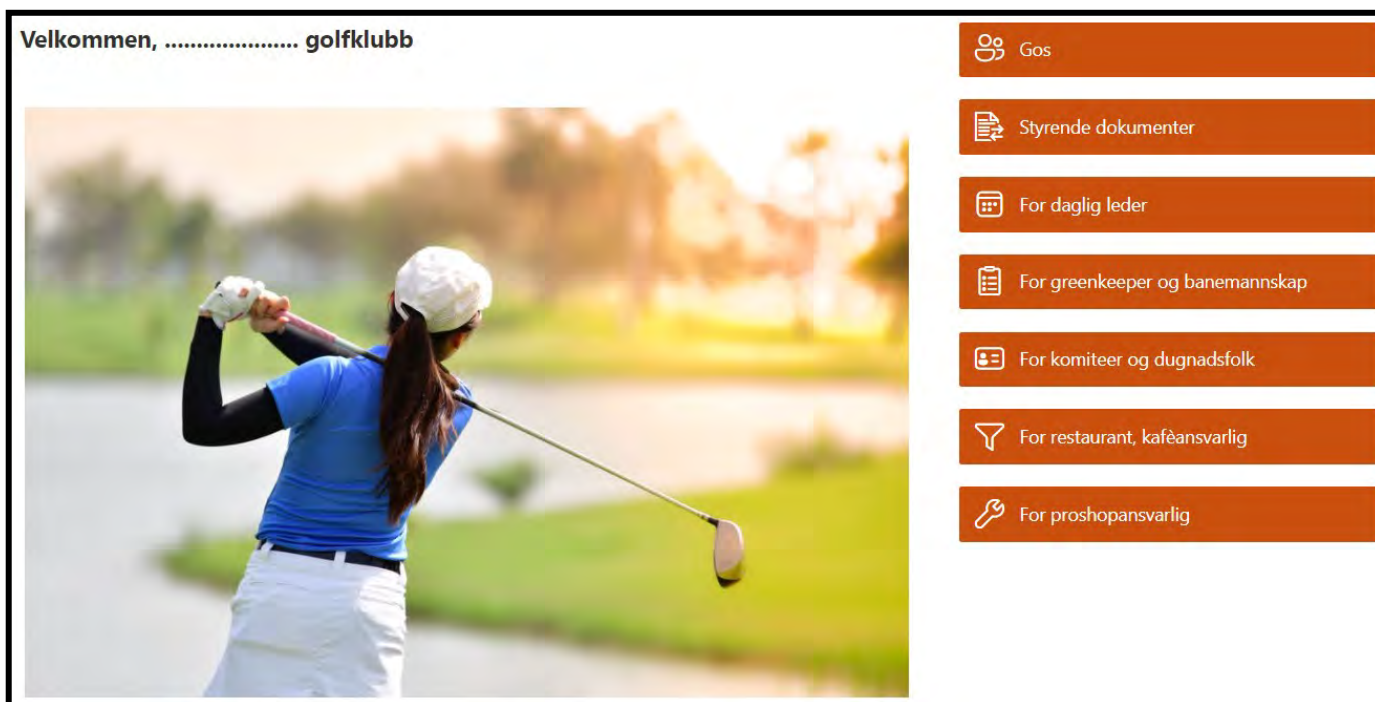 Velkommen, ..................... golfklubb
Gos
Styrende dokumenter
For daglig leder
For greenkeeper og banemannskap
For komiteer og dugnadsfolk
For restaurant, kafèansvarlig
For proshopansvarlig